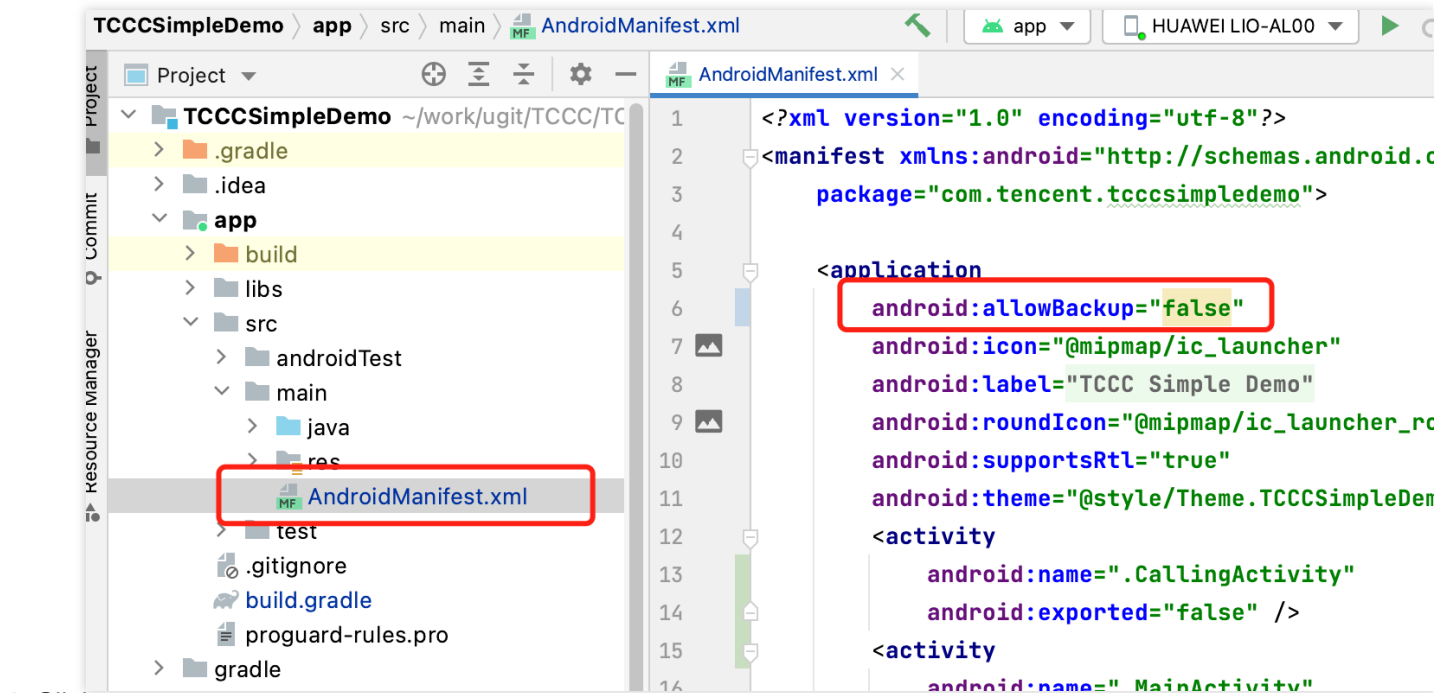 TCCCSimpleDemo app src main AndroidManifest.xml app HUAWEI LIO-AL00
Project
AndroidManifest.xml
Project
Commit
Resource Manager
TCCCSimpleDemo ~/work/ugit/TCCC/TC
.gradle
.idea
app
build
libs
src
androidTest
main
java
res
MF AndroidManifest.xml
test
.gitignore
build.gradle
proguard-rules.pro
gradle
1 <?xml version="1.0" encoding="utf-8"?>
2 <manifest xmlns:android="http://schemas.android.c
3 package="com.tencent.tcccsimpledemo">
4
5 <application
6 android:allowBackup="false"
7 android:icon="@mipmap/ic_launcher"
8 android:label="TCCC Simple Demo"
9 android:roundIcon="@mipmap/ic_launcher_ro
10 android:supportsRtl="true"
11 android:theme="@style/Theme.TCCCSimpleDem
12 <activity
13 android:name=".CallingActivity"
14 android:exported="false" />
15 <activity
16 android:name=".MainActivity"